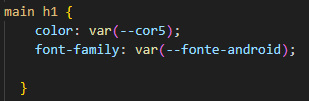 main h1 {
color: var(--cor5);
font-family: var(--fonte-android);
}